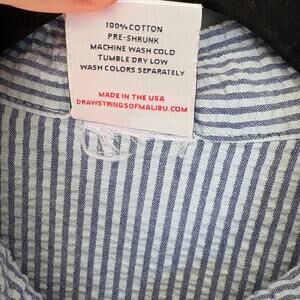 100% COTTON
PRE-SHRUNK
MACHINE WASH COLD
TUMBLE DRY LOW
WASH COLORS SEPARATELY
MADE IN THE USA
DRAWSTRINGSOFMALIBU.COM